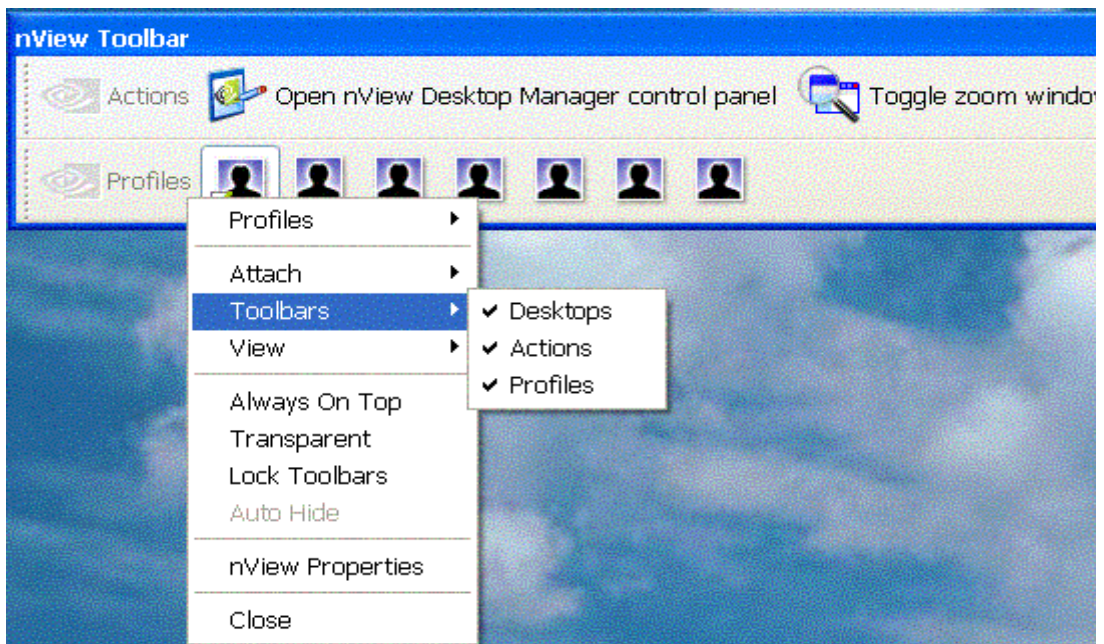 nView Toolbar
Actions Open nView Desktop Manager control panel Toggle zoom windov
Profiles
Profiles
Attach
Toolbars
Desktops
View
Actions
Profiles
Always On Top
Transparent
Lock Toolbars
Auto Hide
nView Properties
Close